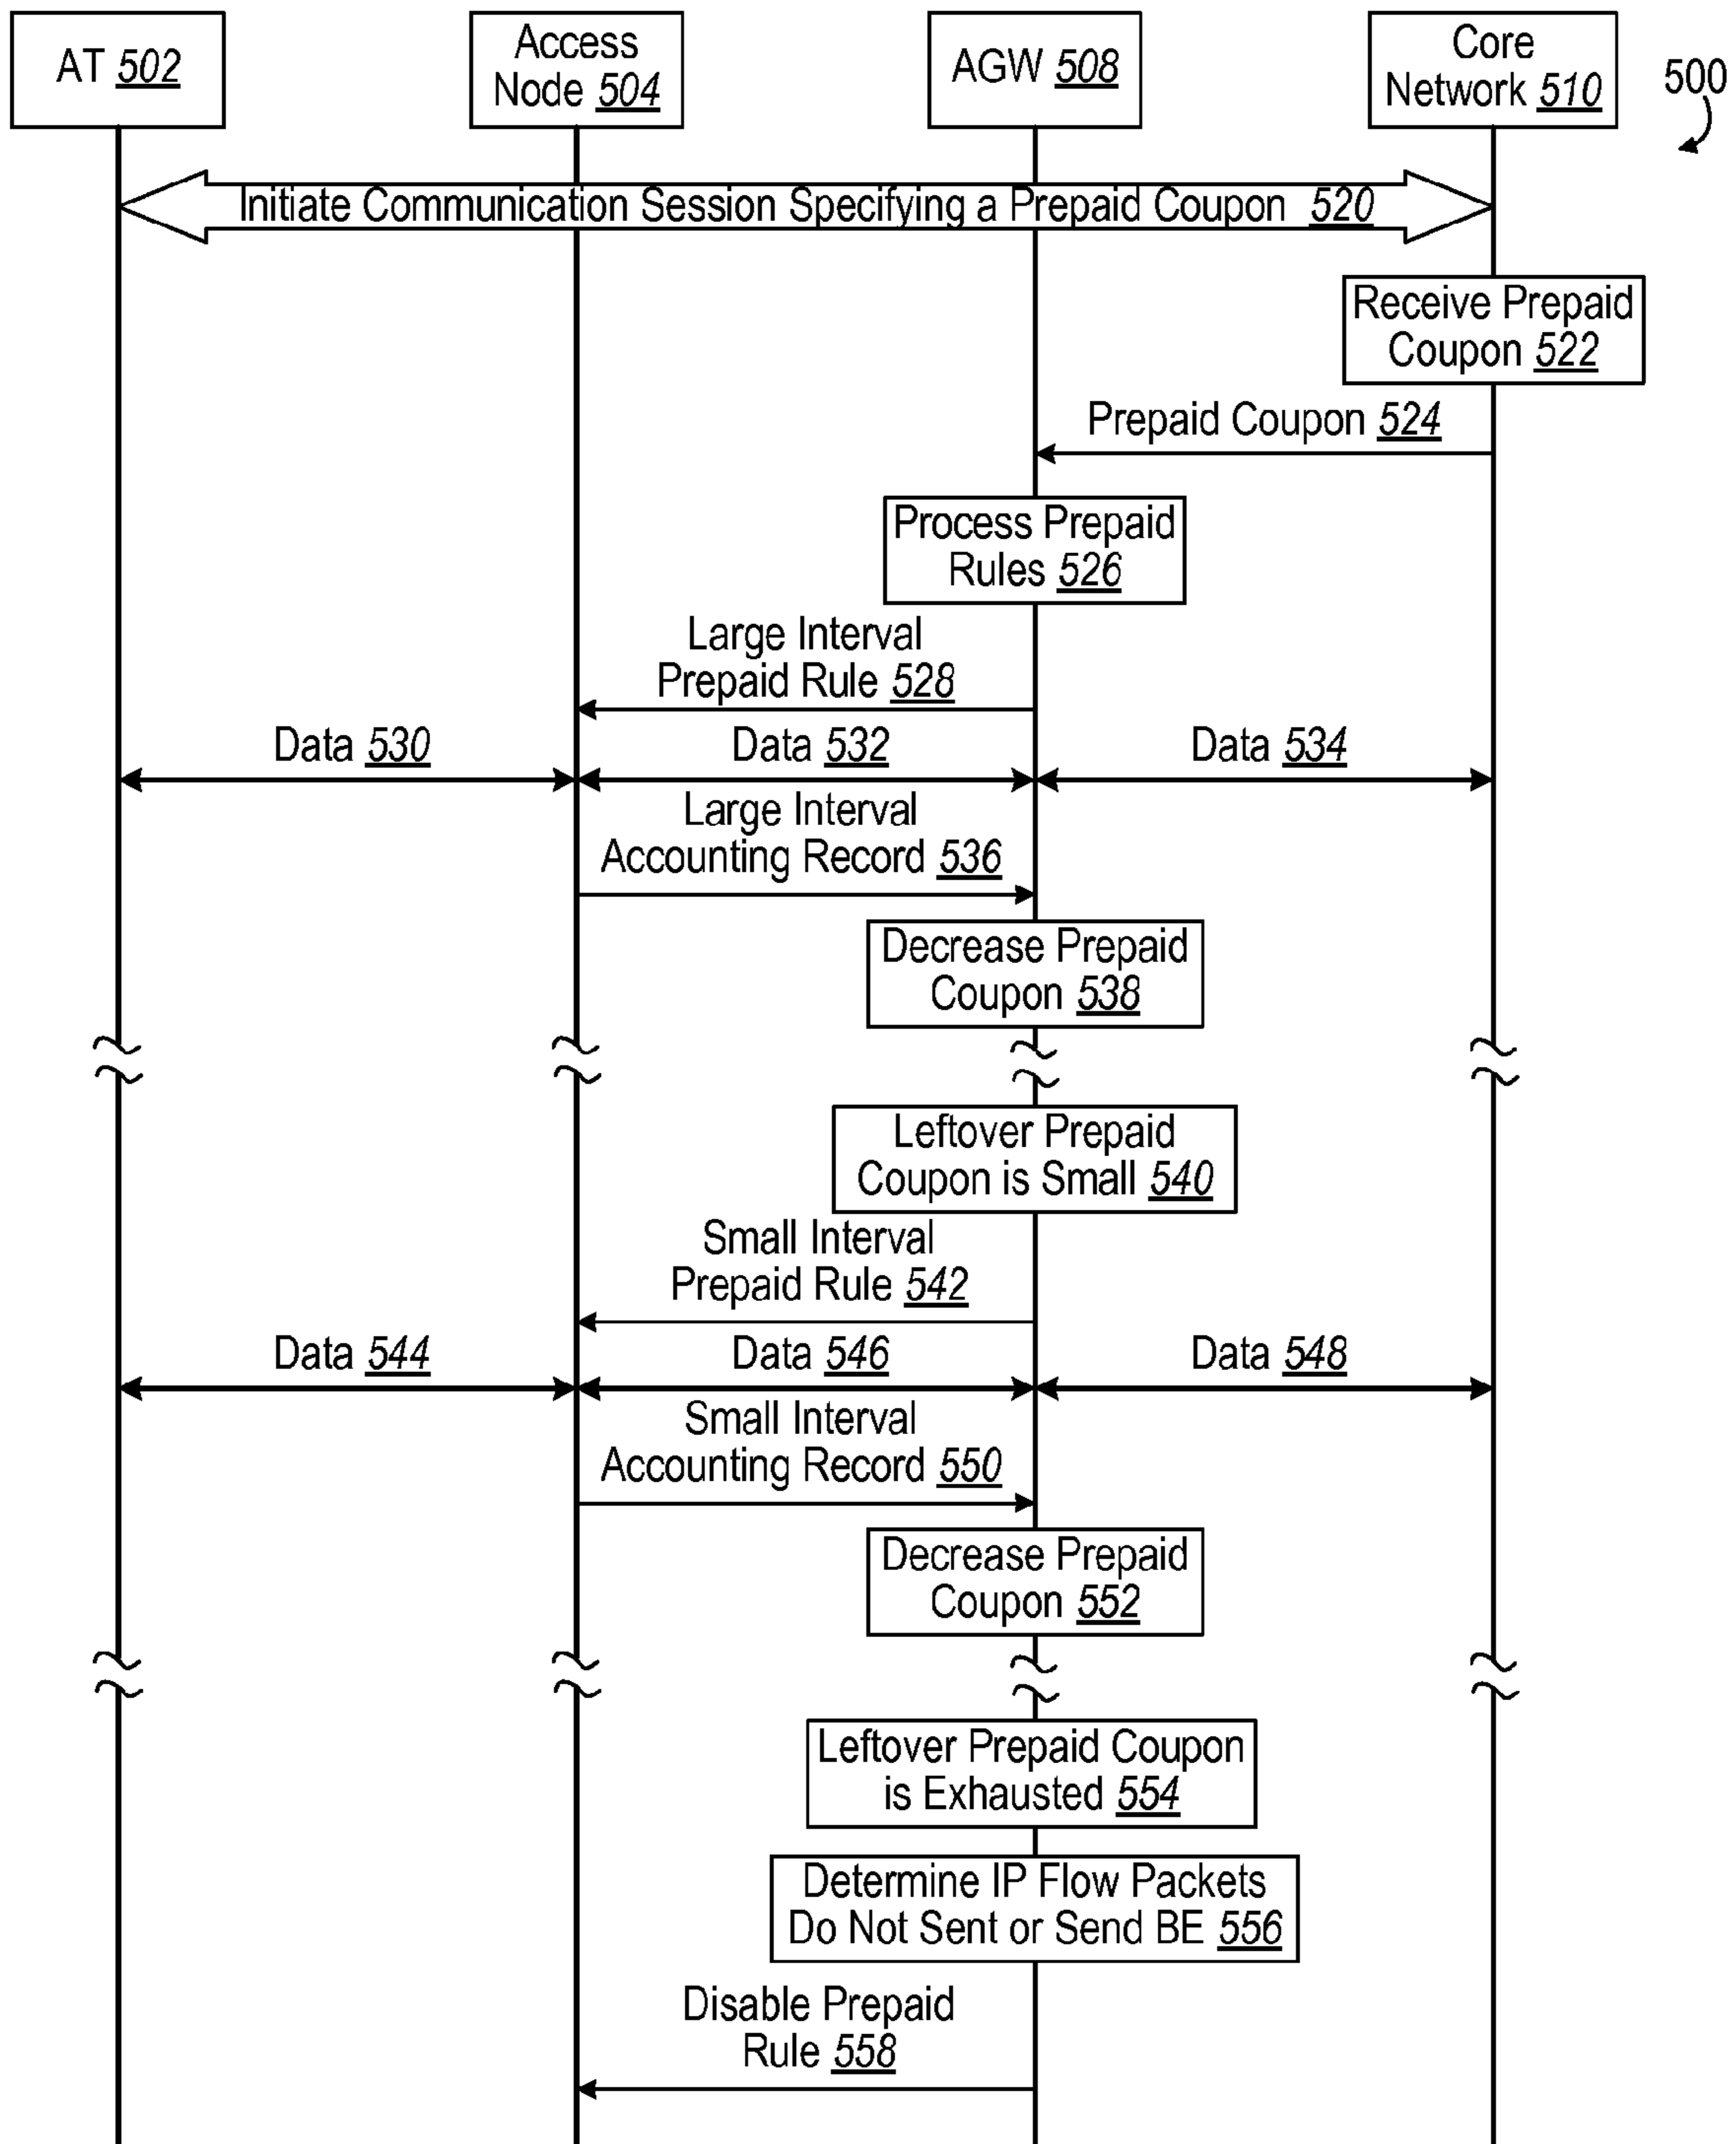 AT 502
Access
Node 504
AGW 508
Core
Network 510
500
Initiate Communication Session Specifying a Prepaid Coupon 520
Receive Prepaid
Coupon 522
Prepaid Coupon 524
Process Prepaid
Rules 526
Large Interval
Prepaid Rule 528
Data 530
Data 532
Data 534
Large Interval
Accounting Record 536
Decrease Prepaid
Coupon 538
Leftover Prepaid
Coupon is Small 540
Small Interval
Prepaid Rule 542
Data 544
Data 546
Data 548
Small Interval
Accounting Record 550
Decrease Prepaid
Coupon 552
Leftover Prepaid Coupon
is Exhausted 554
Determine IP Flow Packets
Do Not Sent or Send BE 556
Disable Prepaid
Rule 558